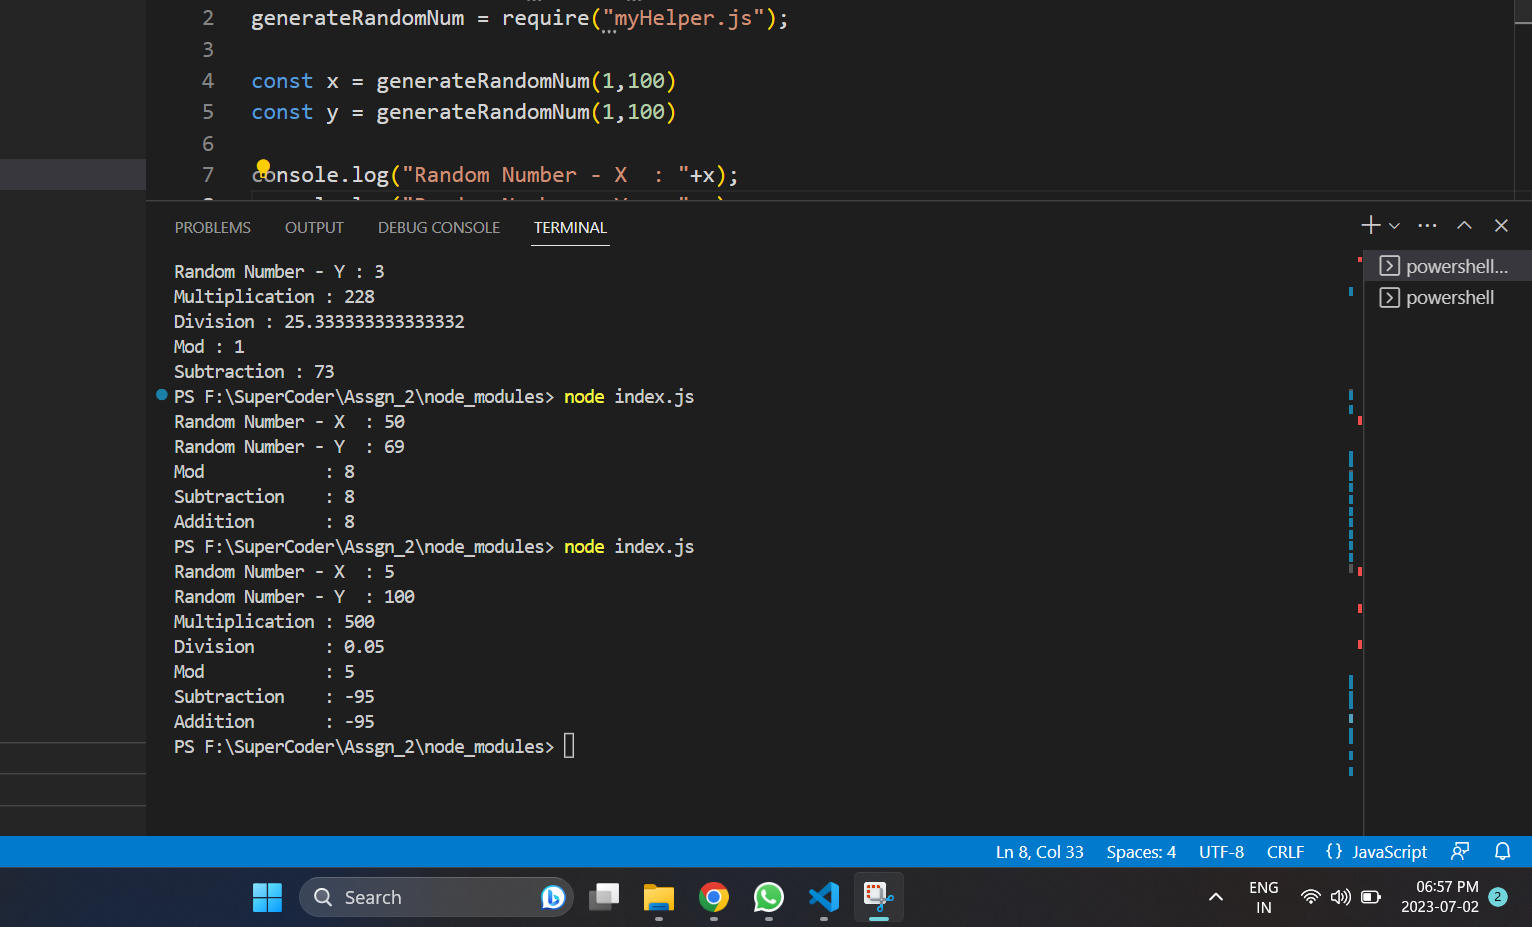 2 generateRandomNum = require("myHelper.js");
3
4 const x = generateRandomNum(1,100)
5 const y = generateRandomNum(1,100)
6
7 console.log("Random Number - X  : "+x);
PROBLEMS OUTPUT DEBUG CONSOLE TERMINAL
powershell...
powershell
Random Number - Y : 3
Multiplication : 228
Division : 25.333333333333332
Mod : 1
Subtraction : 73
PS F:\SuperCoder\Assgn_2\node_modules> node index.js
Random Number - X  : 50
Random Number - Y  : 69
Mod            : 8
Subtraction    : 8
Addition       : 8
PS F:\SuperCoder\Assgn_2\node_modules> node index.js
Random Number - X  : 5
Random Number - Y  : 100
Multiplication : 500
Division       : 0.05
Mod            : 5
Subtraction    : -95
Addition       : -95
PS F:\SuperCoder\Assgn_2\node_modules>
Ln 8, Col 33 Spaces: 4 UTF-8 CRLF {} JavaScript
Search
ENG
IN
06:57 PM
2023-07-02
2